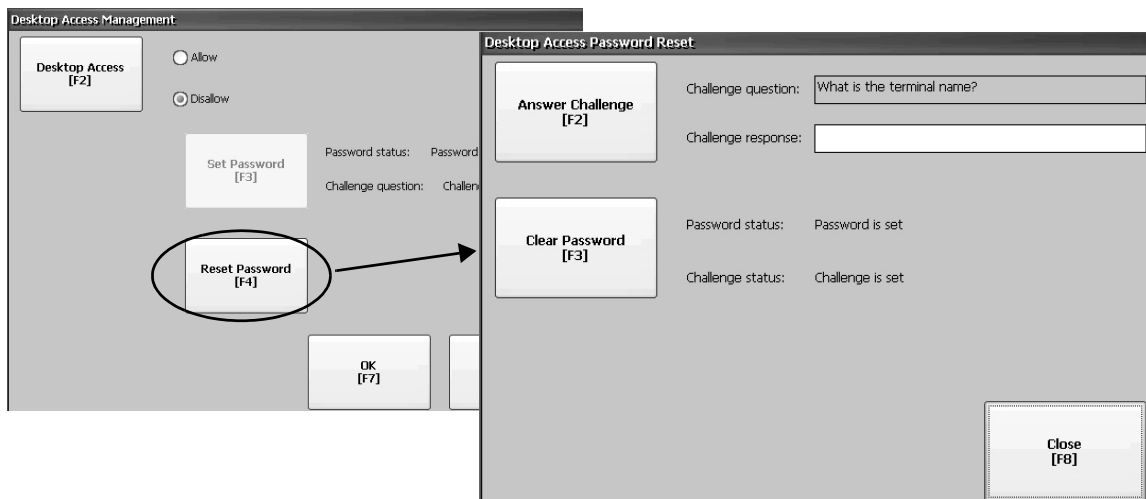 Desktop Access Management
Desktop Access
[F2]
Allow
Disallow
Set Password
[F3]
Password status: Password
Challenge question:
Reset Password
[F4]
OK
[F7]
Desktop Access Password Reset
Answer Challenge
[F2]
Challenge question: What is the terminal name?
Challenge response:
Clear Password
[F3]
Password status: Password is set
Challenge status: Challenge is set
Close
[F8]